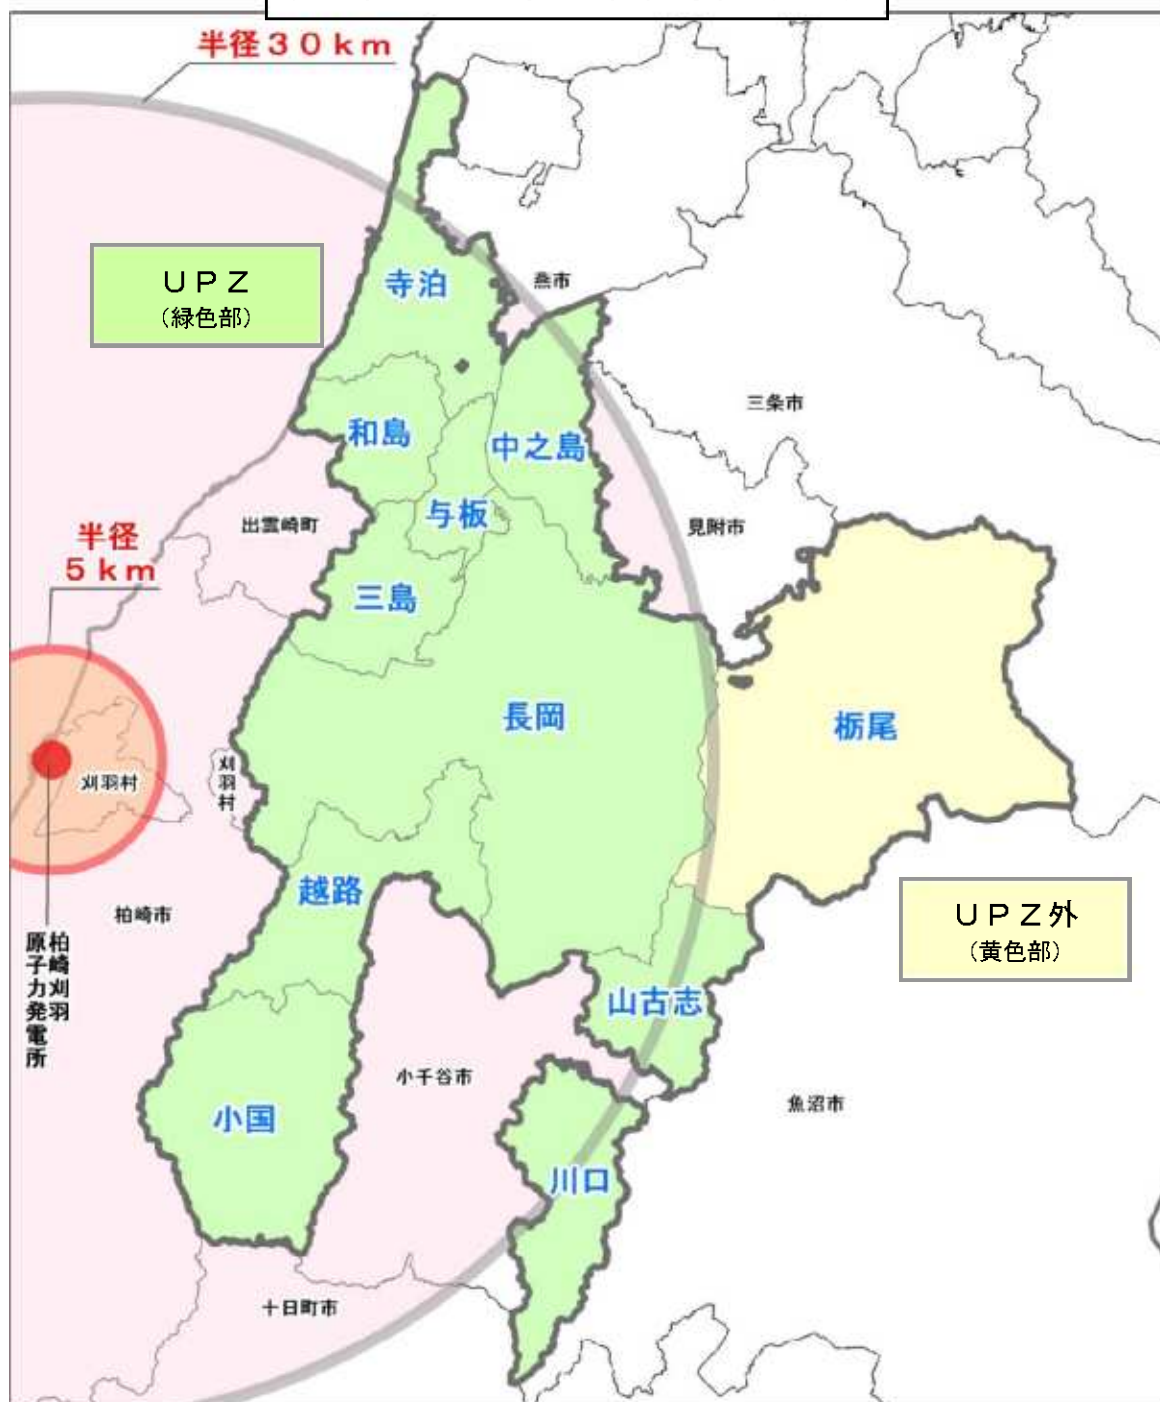 半径３０ｋｍ
ＵＰＺ
（緑色部）
寺泊
燕市
三条市
和島
中之島
与板
出雲崎町
見附市
半径
５ｋｍ
三島
長岡
栃尾
刈羽村
刈羽村
越路
柏崎市
ＵＰＺ外
（黄色部）
柏崎刈羽
原子力発電所
山古志
小千谷市
魚沼市
小国
川口
十日町市